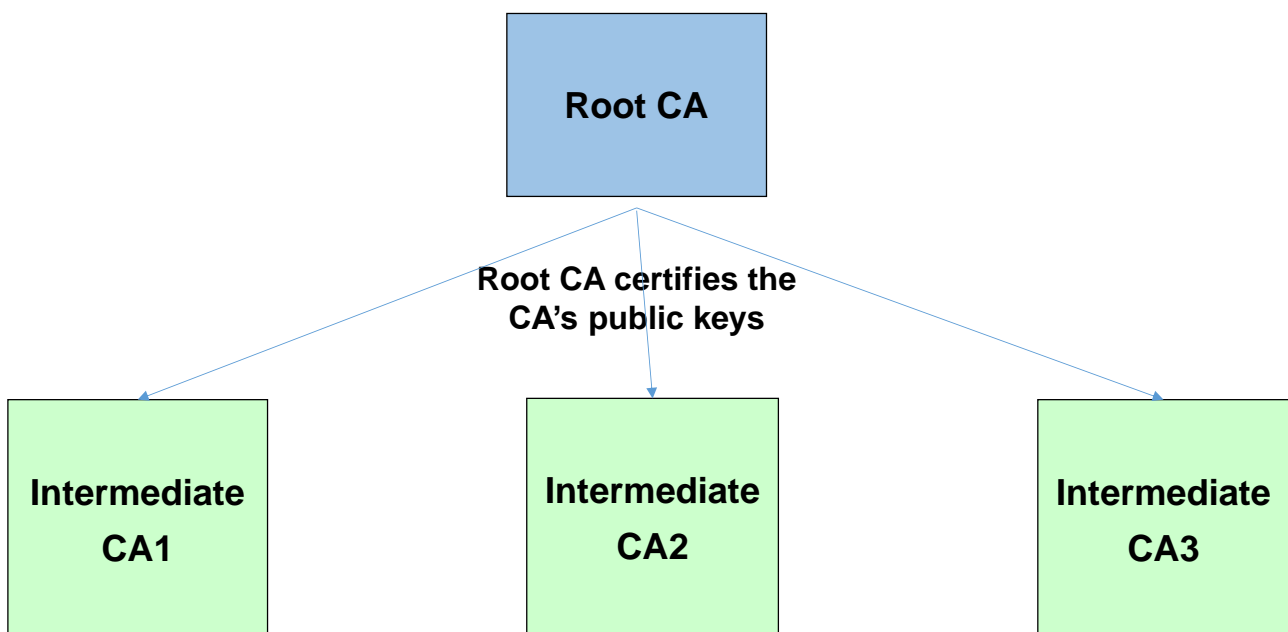 Root CA
Root CA certifies the
CA’s public keys
Intermediate
CA1
Intermediate
CA2
Intermediate
CA3